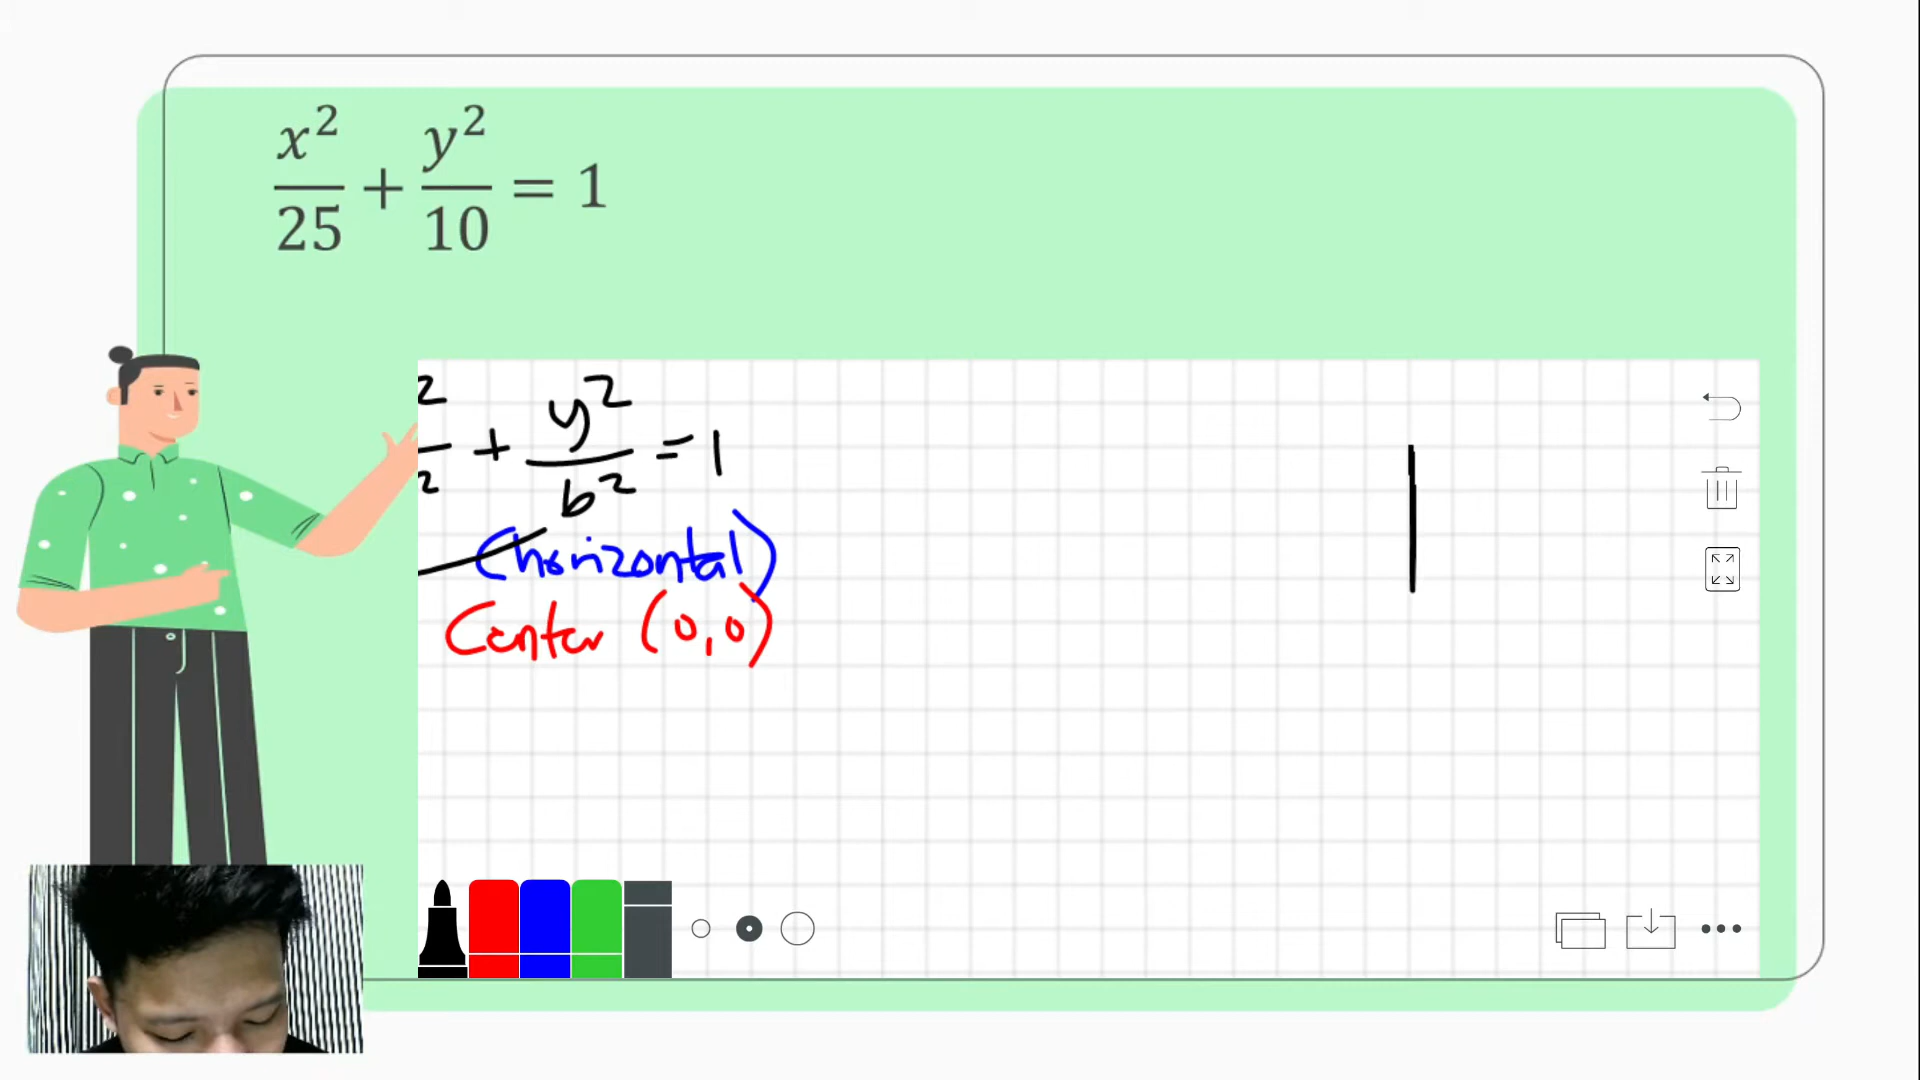 x²/25 + y²/10 = 1
²/² + y²/b² = 1
(horizontal)
Center (0,0)